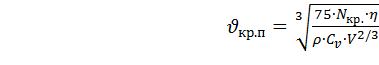 𝜗кр.п = ∛(75·Nкр.·η / ρ·Cᵥ·V^2/3)